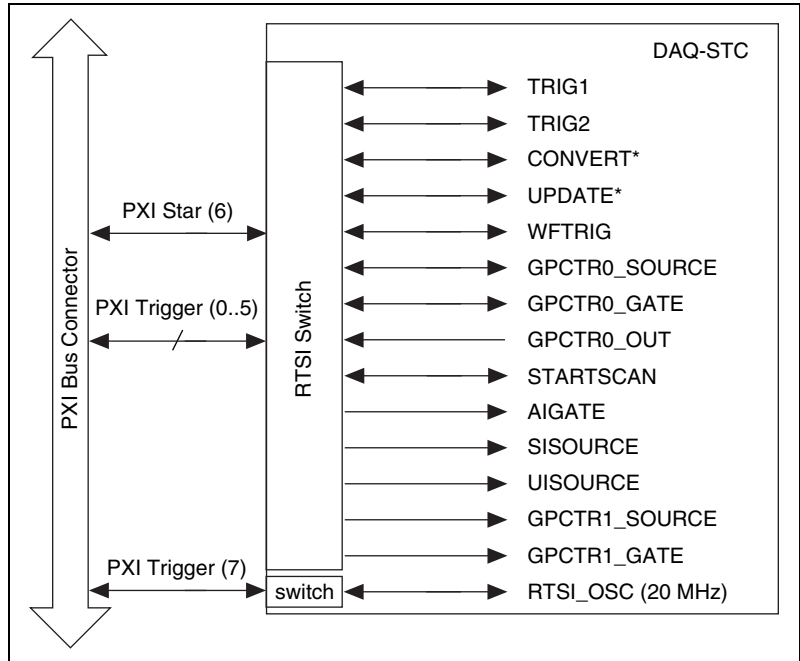 DAQ-STC
TRIG1
TRIG2
CONVERT*
UPDATE*
WFTRIG
GPCTR0_SOURCE
GPCTR0_GATE
GPCTR0_OUT
STARTSCAN
AIGATE
SISOURCE
UISOURCE
GPCTR1_SOURCE
GPCTR1_GATE
RTSI_OSC (20 MHz)
PXI Star (6)
PXI Trigger (0..5)
PXI Trigger (7)
PXI Bus Connector
RTSI Switch
switch